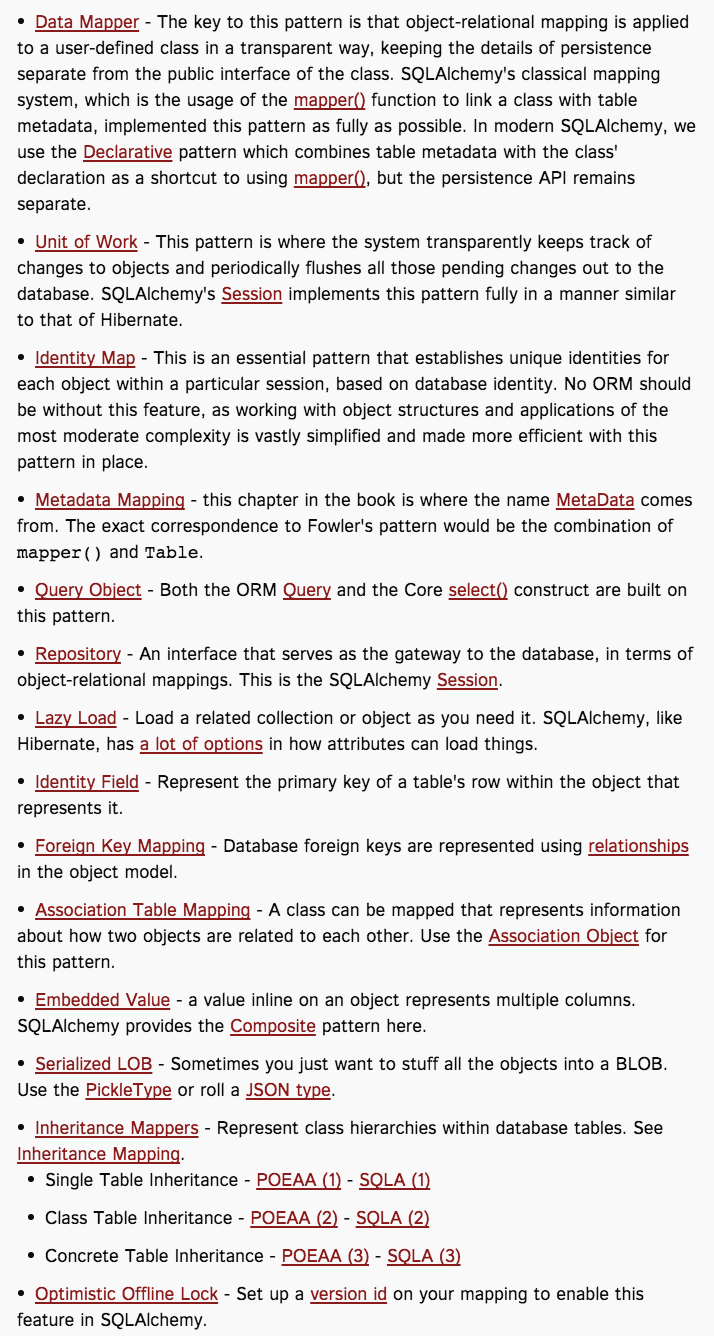 • Data Mapper - The key to this pattern is that object-relational mapping is applied
to a user-defined class in a transparent way, keeping the details of persistence
separate from the public interface of the class. SQLAlchemy's classical mapping
system, which is the usage of the mapper() function to link a class with table
metadata, implemented this pattern as fully as possible. In modern SQLAlchemy, we
use the Declarative pattern which combines table metadata with the class'
declaration as a shortcut to using mapper(), but the persistence API remains
separate.
• Unit of Work - This pattern is where the system transparently keeps track of
changes to objects and periodically flushes all those pending changes out to the
database. SQLAlchemy's Session implements this pattern fully in a manner similar
to that of Hibernate.
• Identity Map - This is an essential pattern that establishes unique identities for
each object within a particular session, based on database identity. No ORM should
be without this feature, as working with object structures and applications of the
most moderate complexity is vastly simplified and made more efficient with this
pattern in place.
• Metadata Mapping - this chapter in the book is where the name MetaData comes
from. The exact correspondence to Fowler's pattern would be the combination of
mapper() and Table.
• Query Object - Both the ORM Query and the Core select() construct are built on
this pattern.
• Repository - An interface that serves as the gateway to the database, in terms of
object-relational mappings. This is the SQLAlchemy Session.
• Lazy Load - Load a related collection or object as you need it. SQLAlchemy, like
Hibernate, has a lot of options in how attributes can load things.
• Identity Field - Represent the primary key of a table's row within the object that
represents it.
• Foreign Key Mapping - Database foreign keys are represented using relationships
in the object model.
• Association Table Mapping - A class can be mapped that represents information
about how two objects are related to each other. Use the Association Object for
this pattern.
• Embedded Value - a value inline on an object represents multiple columns.
SQLAlchemy provides the Composite pattern here.
• Serialized LOB - Sometimes you just want to stuff all the objects into a BLOB.
Use the PickleType or roll a JSON type.
• Inheritance Mappers - Represent class hierarchies within database tables. See
Inheritance Mapping.
• Single Table Inheritance - POEAA (1) - SQLA (1)
• Class Table Inheritance - POEAA (2) - SQLA (2)
• Concrete Table Inheritance - POEAA (3) - SQLA (3)
• Optimistic Offline Lock - Set up a version id on your mapping to enable this
feature in SQLAlchemy.